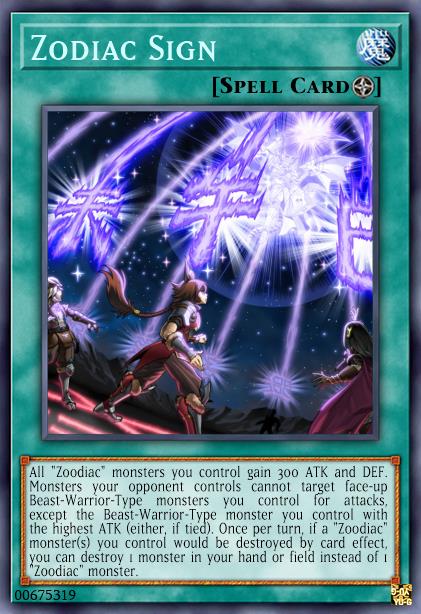 Zodiac Sign
[Spell Card]
All "Zoodiac" monsters you control gain 300 ATK and DEF.
Monsters your opponent controls cannot target face-up
Beast-Warrior-Type monsters you control for attacks,
except the Beast-Warrior-Type monster you control with
the highest ATK (either, if tied). Once per turn, if a "Zoodiac"
monster(s) you control would be destroyed by card effect,
you can destroy 1 monster in your hand or field instead of 1
"Zoodiac" monster.
00675319